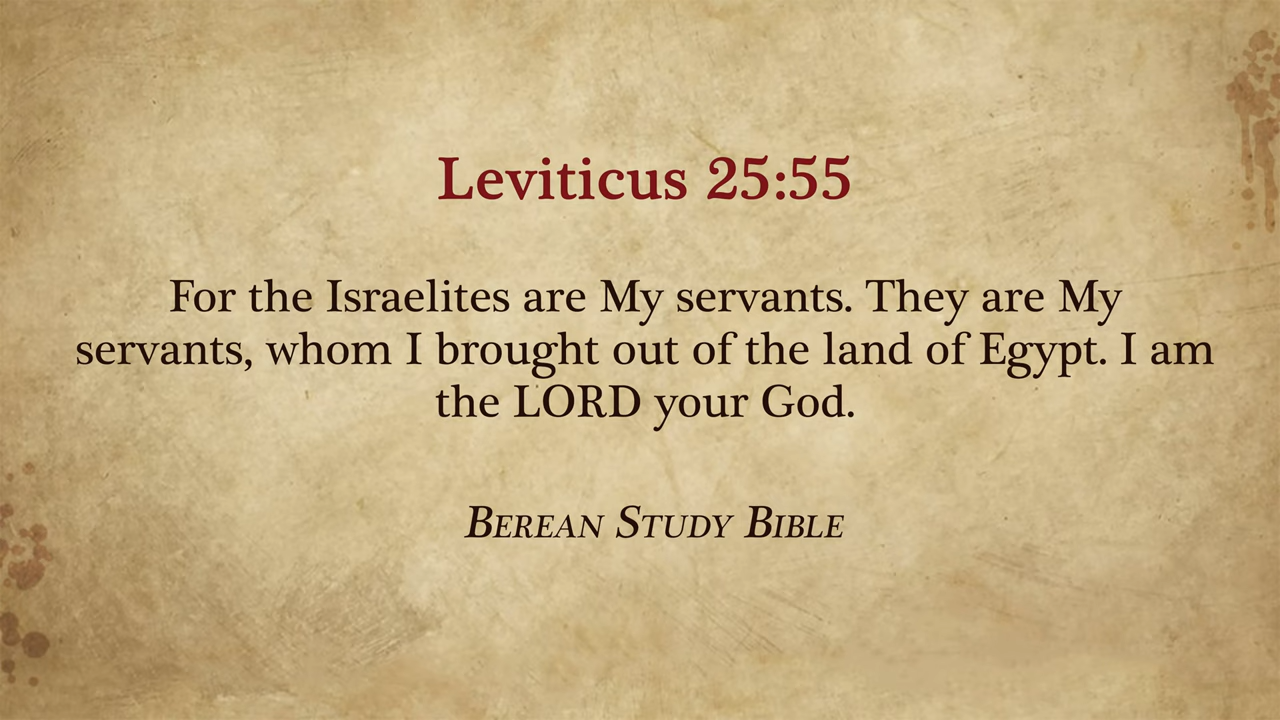 Leviticus 25:55
For the Israelites are My servants. They are My
servants, whom I brought out of the land of Egypt. I am
the LORD your God.
BEREAN STUDY BIBLE